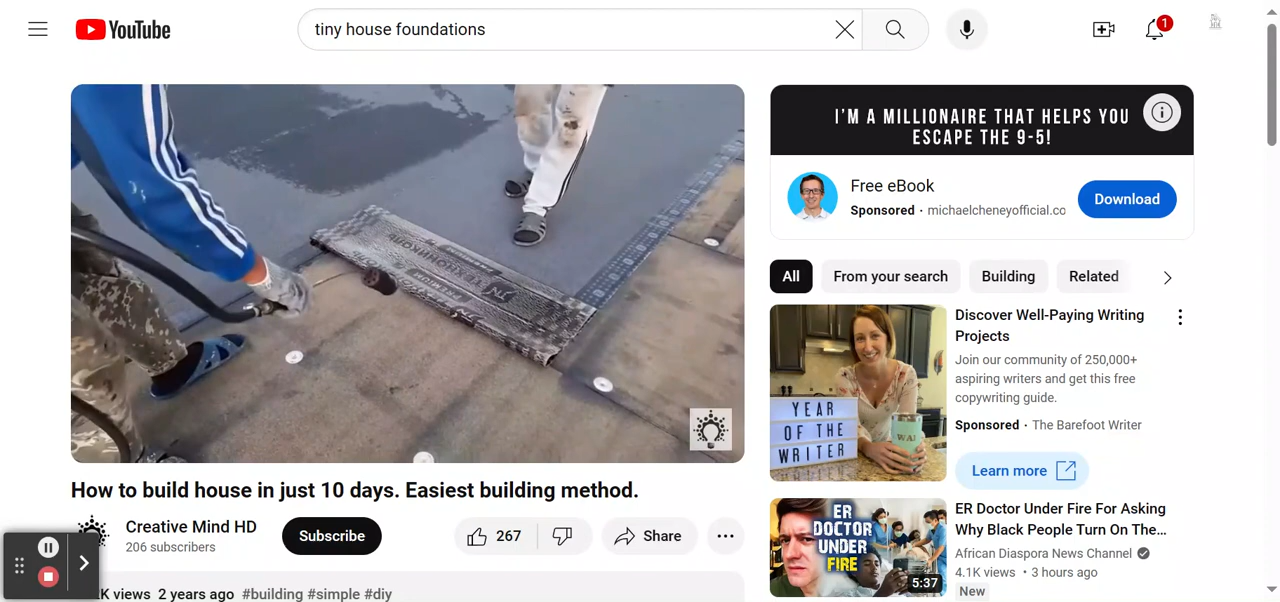 YouTube
tiny house foundations
1
I'M A MILLIONAIRE THAT HELPS YOU
ESCAPE THE 9-5!
Free eBook
Sponsored · michaelcheneyofficial.co
Download
All
From your search
Building
Related
Discover Well-Paying Writing
Projects
Join our community of 250,000+
aspiring writers and get this free
copywriting guide.
Sponsored · The Barefoot Writer
Learn more
YEAR
OF THE
WRITER
How to build house in just 10 days. Easiest building method.
Creative Mind HD
206 subscribers
Subscribe
267
Share
K views 2 years ago #building #simple #diy
ER
DOCTOR
UNDER
FIRE
5:37
ER Doctor Under Fire For Asking
Why Black People Turn On The...
African Diaspora News Channel
4.1K views • 3 hours ago
New